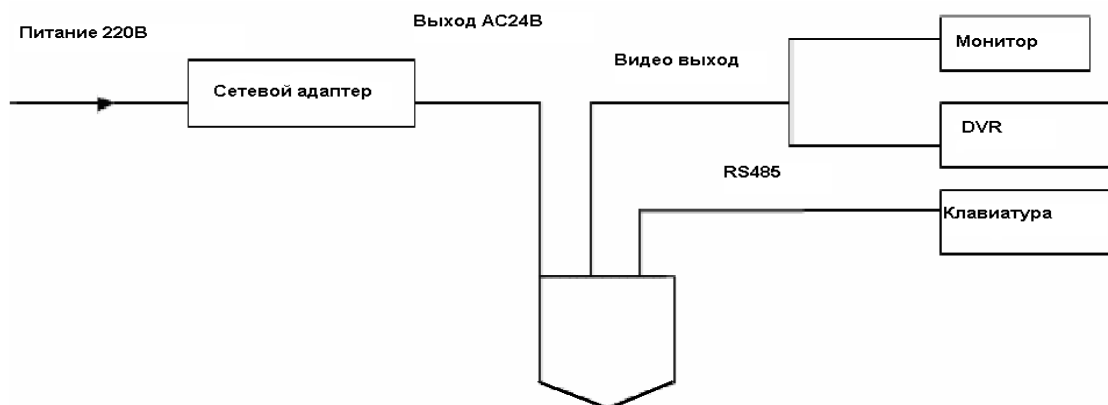 Питание 220В
Выход AC24В
Сетевой адаптер
Видео выход
Монитор
DVR
RS485
Клавиатура